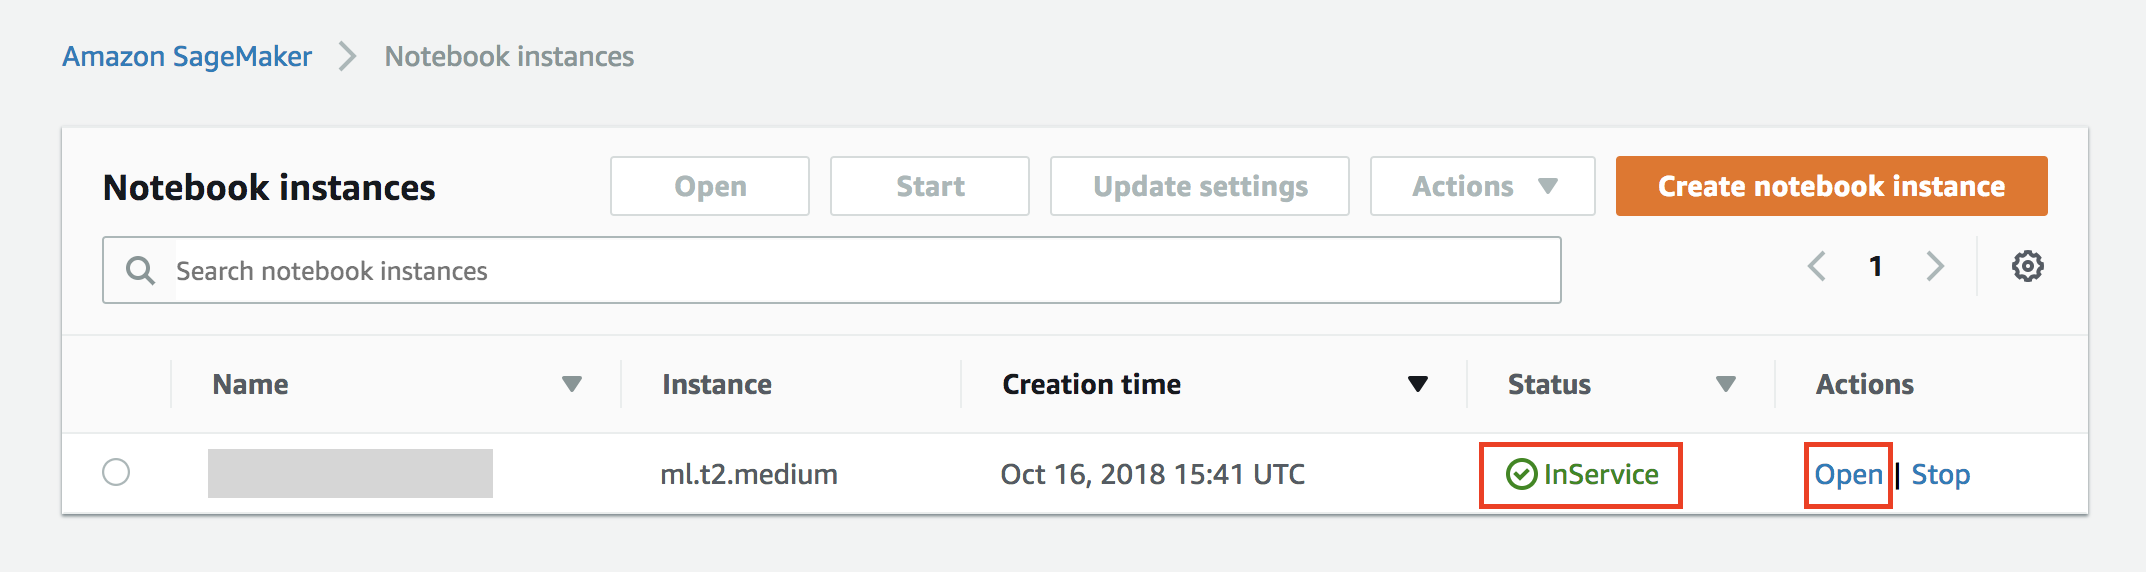 Amazon SageMaker > Notebook instances
Notebook instances Open Start Update settings Actions Create notebook instance
Search notebook instances 1
Name Instance Creation time Status Actions
ml.t2.medium Oct 16, 2018 15:41 UTC InService Open | Stop